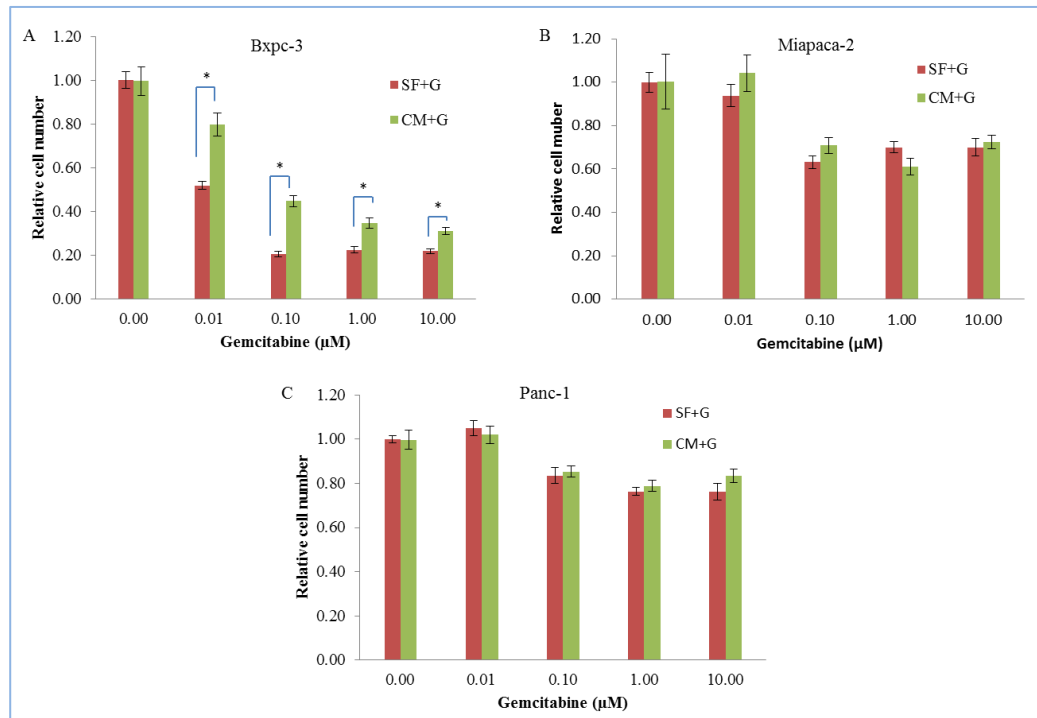 A
Bxpc-3
1.20
1.00
0.80
0.60
0.40
0.20
0.00
Relative cell number
SF+G
CM+G
*
*
*
*
0.00 0.01 0.10 1.00 10.00
Gemcitabine (µM)
B
Miapaca-2
1.20
1.00
0.80
0.60
0.40
0.20
0.00
Relative cell muber
SF+G
CM+G
0.00 0.01 0.10 1.00 10.00
Gemcitabine (µM)
C
Panc-1
1.20
1.00
0.80
0.60
0.40
0.20
0.00
Relative cell number
SF+G
CM+G
0.00 0.01 0.10 1.00 10.00
Gemcitabine (µM)